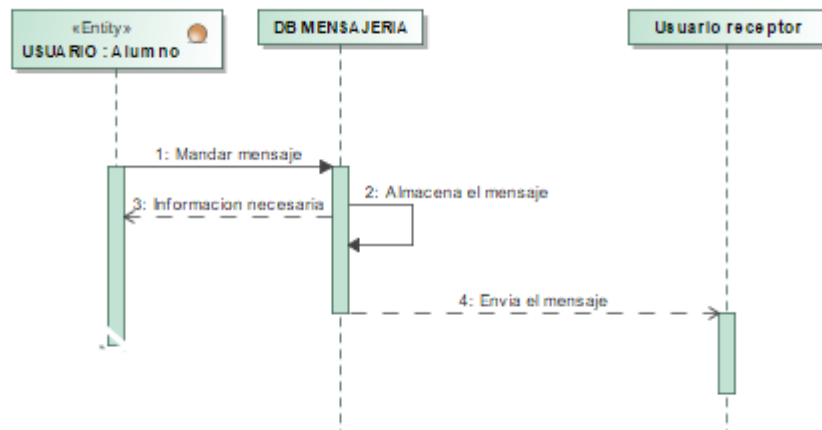 «Entity»
USUARIO : Alumno
DB MENSAJERIA
Usuario receptor
1: Mandar mensaje
2: Almacena el mensaje
3: Informacion necesaria
4: Envia el mensaje